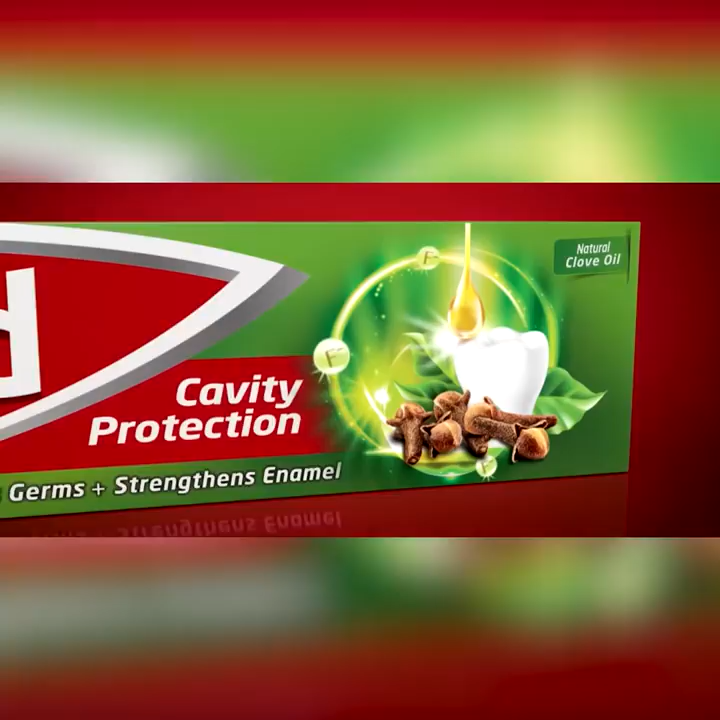 d
Natural
Clove Oil
Cavity
Protection
Germs + Strengthens Enamel
F
F
F